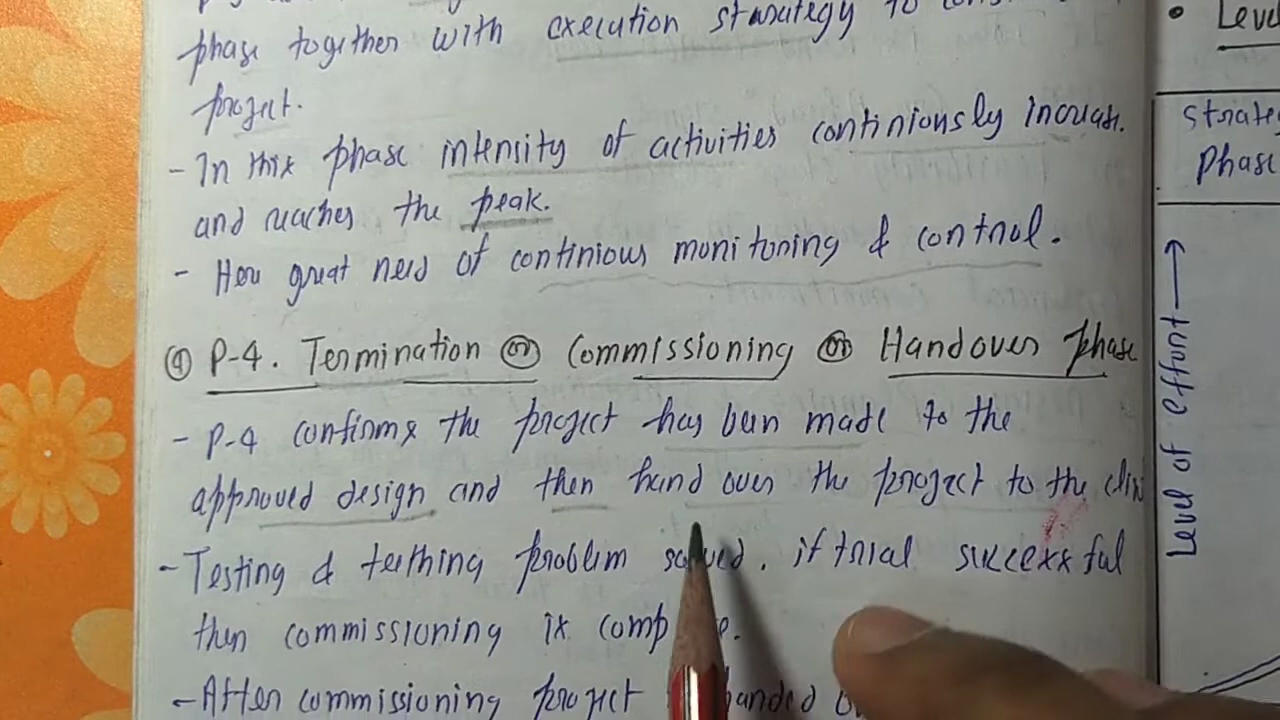 phase together with execution strategy to
project.
- In this phase intensity of activities continiously increase.
and reaches the peak.
- Here great need of continious monitoring & control.
④ P-4. Termination or Commissioning or Handover phase
- P-4 confirms the project has been made to the
approved design and then hand over the project to the
- Testing & teething problem solved. if trial successful
then commissioning is
- After commissioning project handed
• Level
Strate
Phase
Level of effort →